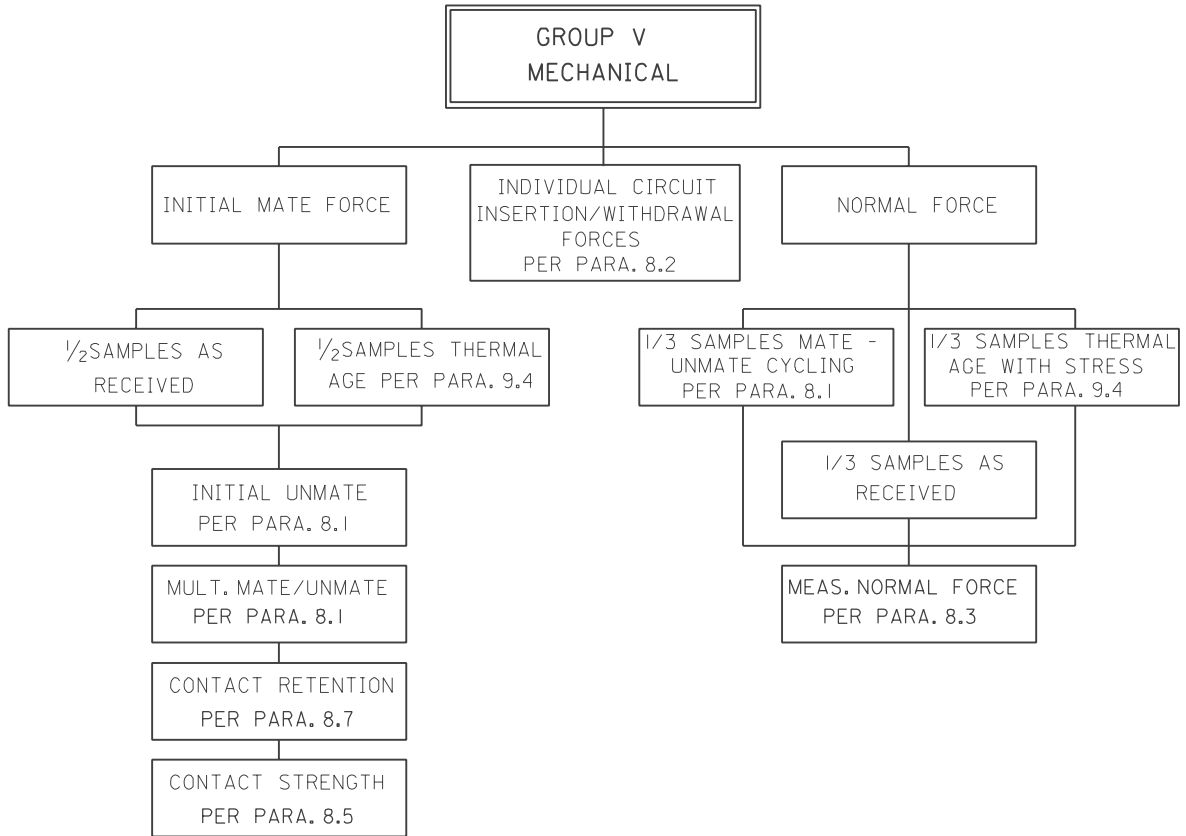 GROUP V
MECHANICAL
INITIAL MATE FORCE
INDIVIDUAL CIRCUIT
INSERTION/WITHDRAWAL
FORCES
PER PARA. 8.2
NORMAL FORCE
1/2 SAMPLES AS
RECEIVED
1/2 SAMPLES THERMAL
AGE PER PARA. 9.4
1/3 SAMPLES MATE -
UNMATE CYCLING
PER PARA. 8.1
1/3 SAMPLES THERMAL
AGE WITH STRESS
PER PARA. 9.4
1/3 SAMPLES AS
RECEIVED
INITIAL UNMATE
PER PARA. 8.1
MULT. MATE/UNMATE
PER PARA. 8.1
MEAS. NORMAL FORCE
PER PARA. 8.3
CONTACT RETENTION
PER PARA. 8.7
CONTACT STRENGTH
PER PARA. 8.5